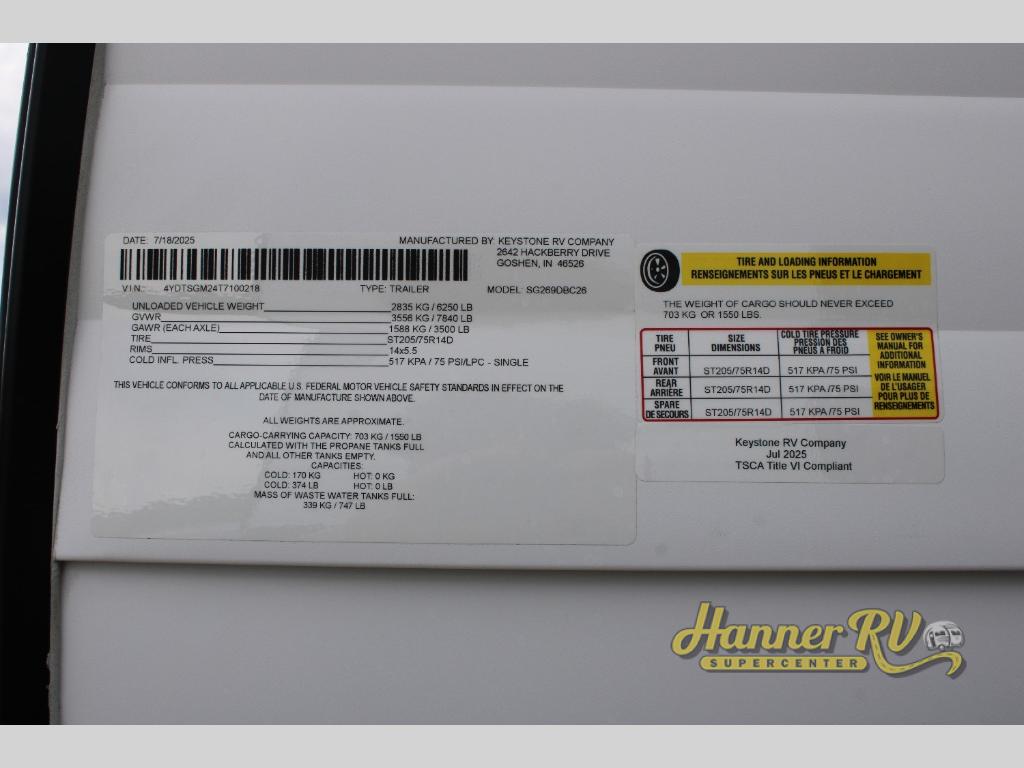 DATE: 7/18/2025 MANUFACTURED BY: KEYSTONE RV COMPANY
2642 HACKBERRY DRIVE
GOSHEN, IN 46526
V.I.N.: 4YDTSGM24T7100218 TYPE: TRAILER MODEL: SG269DBC26
UNLOADED VEHICLE WEIGHT 2835 KG / 6250 LB
GVWR 3556 KG / 7840 LB
GAWR (EACH AXLE) 1588 KG / 3500 LB
TIRE ST205/75R14D
RIMS 14x5.5
COLD INFL. PRESS 517 KPA / 75 PSI/LPC - SINGLE
THIS VEHICLE CONFORMS TO ALL APPLICABLE U.S. FEDERAL MOTOR VEHICLE SAFETY STANDARDS IN EFFECT ON THE
DATE OF MANUFACTURE SHOWN ABOVE.
ALL WEIGHTS ARE APPROXIMATE.
CARGO-CARRYING CAPACITY: 703 KG / 1550 LB
CALCULATED WITH THE PROPANE TANKS FULL
AND ALL OTHER TANKS EMPTY.
CAPACITIES:
COLD: 170 KG HOT: 0 KG
COLD: 374 LB HOT: 0 LB
MASS OF WASTE WATER TANKS FULL:
339 KG / 747 LB
TIRE AND LOADING INFORMATION
RENSEIGNEMENTS SUR LES PNEUS ET LE CHARGEMENT
THE WEIGHT OF CARGO SHOULD NEVER EXCEED
703 KG OR 1550 LBS.
TIRE SIZE COLD TIRE PRESSURE
PNEU DIMENSIONS PRESSION DES
PNEUS A FROID
FRONT
AVANT ST205/75R14D 517 KPA /75 PSI
REAR
ARRIÈRE ST205/75R14D 517 KPA /75 PSI
SPARE
DE SECOURS ST205/75R14D 517 KPA /75 PSI
SEE OWNER'S
MANUAL FOR
ADDITIONAL
INFORMATION
VOIR LE MANUEL
DE L'USAGER
POUR PLUS DE
RENSEIGNEMENTS
Keystone RV Company
Jul 2025
TSCA Title VI Compliant
Hanner RV
SUPERCENTER